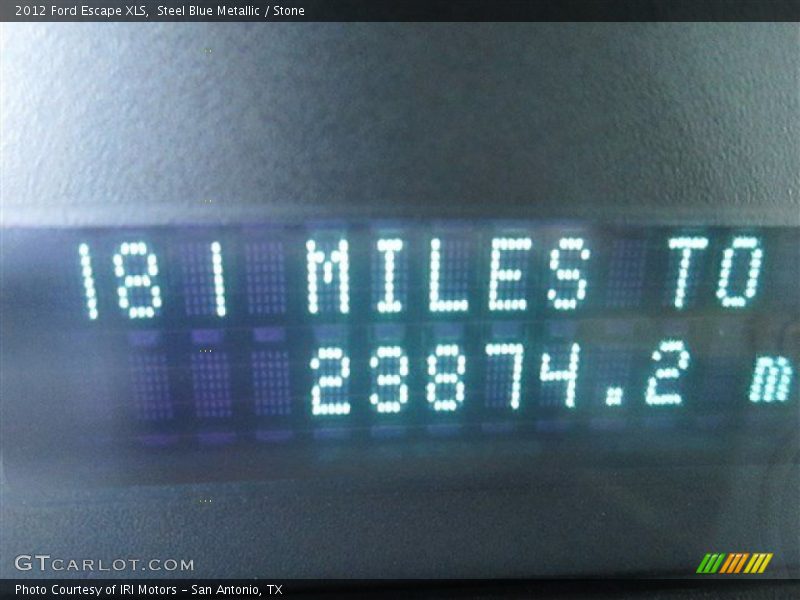 2012 Ford Escape XLS, Steel Blue Metallic / Stone
181 MILES TO
23874.2 m
GTCARLOT.COM
Photo Courtesy of IRI Motors - San Antonio, TX